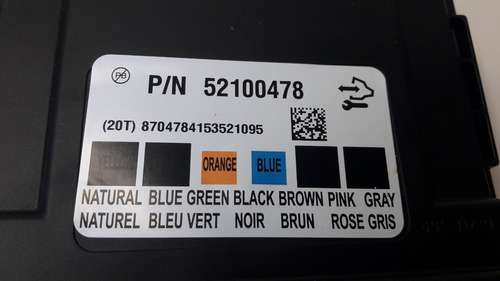 PB
P/N 52100478
(20T) 8704784153521095
YELLOW ORANGE BLUE
NATURAL BLUE GREEN BLACK BROWN PINK GRAY
NATUREL BLEU VERT NOIR BRUN ROSE GRIS